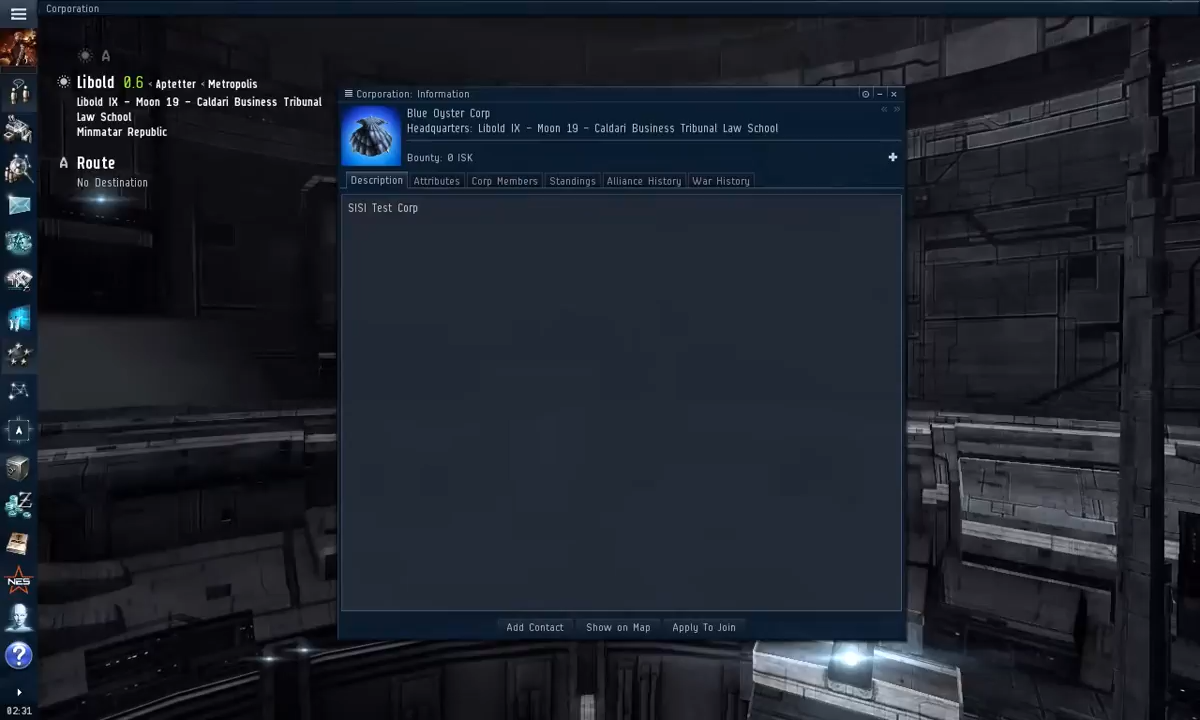 Corporation
A
Libold 0.6 < Aptetter < Metropolis
Libold IX - Moon 19 - Caldari Business Tribunal
Law School
Minmatar Republic
A Route
No Destination
Corporation: Information
Blue Oyster Corp
Headquarters: Libold IX - Moon 19 - Caldari Business Tribunal Law School
Bounty: 0 ISK
Description Attributes Corp Members Standings Alliance History War History
SISI Test Corp
Add Contact Show on Map Apply To Join
NES
?
02:31